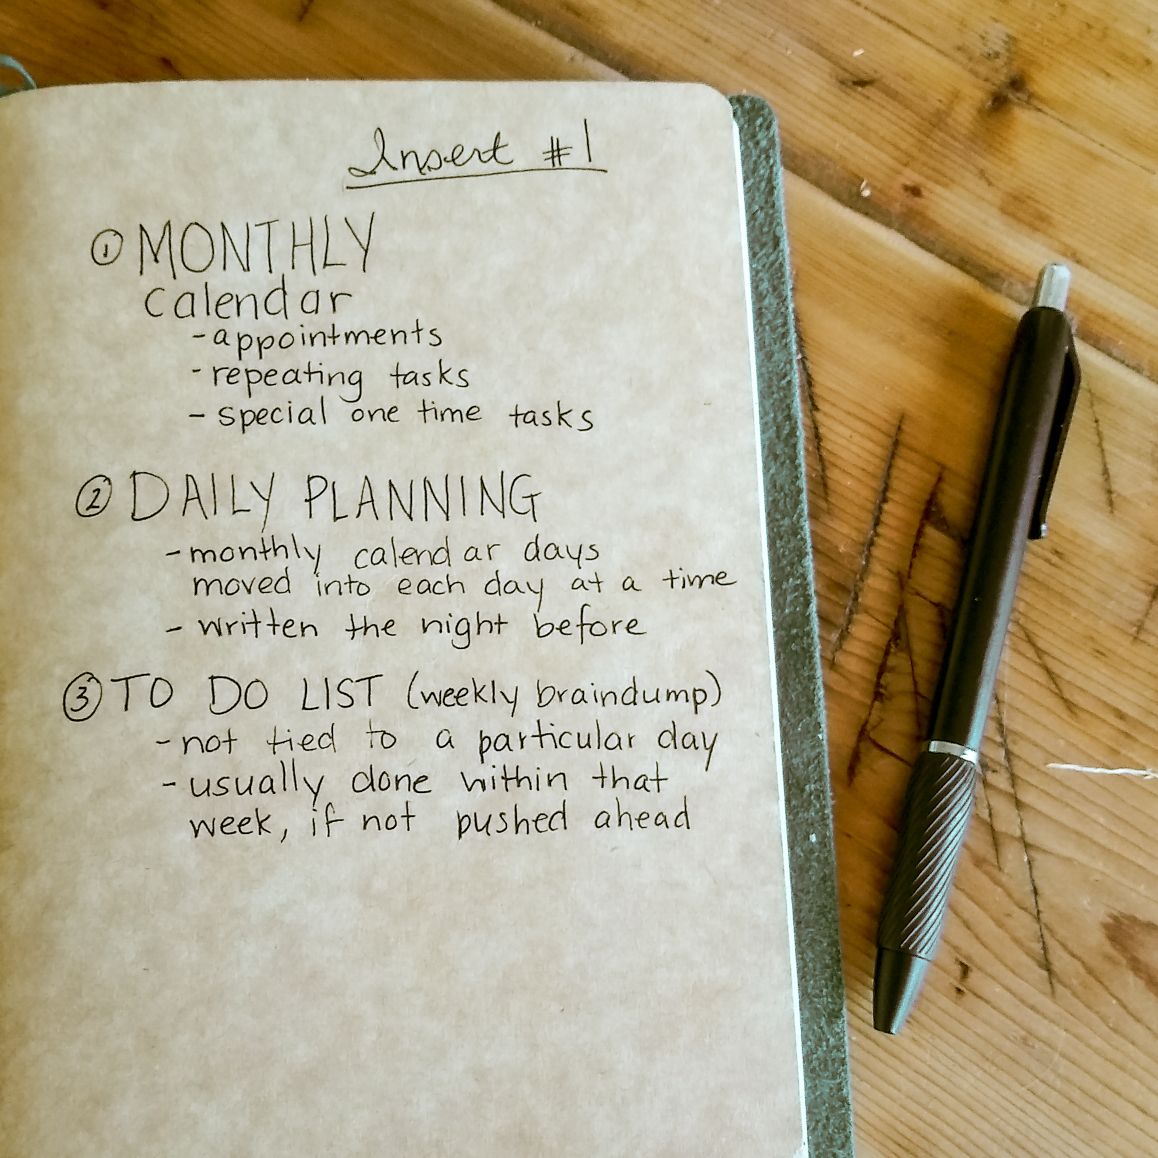 Insert #1
① MONTHLY
calendar
- appointments
- repeating tasks
- special one time tasks
② DAILY PLANNING
- monthly calendar days
moved into each day at a time
- written the night before
③ TO DO LIST (weekly braindump)
- not tied to a particular day
- usually done within that
week, if not pushed ahead